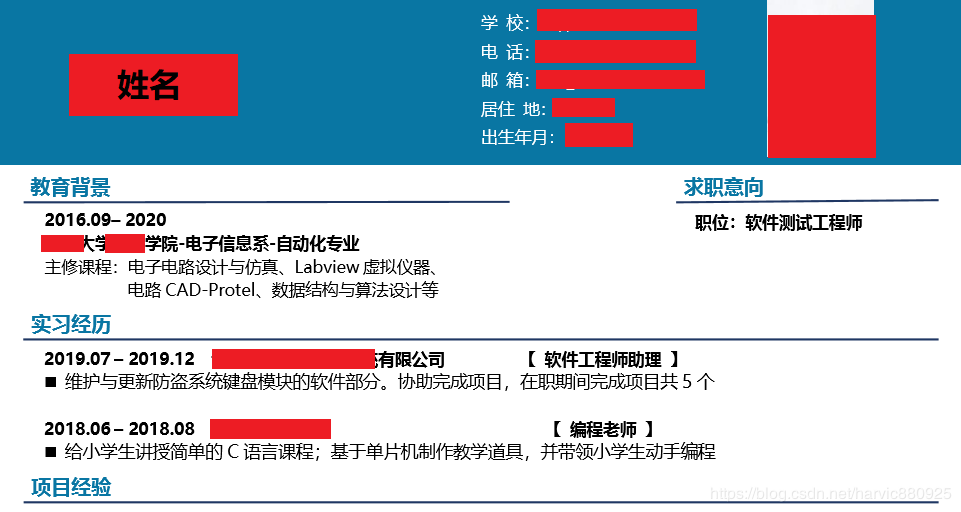 姓名
学 校：
电 话：
邮 箱：
居住 地：
出生年月：
教育背景
2016.09– 2020
大学 学院-电子信息系-自动化专业
主修课程：电子电路设计与仿真、Labview 虚拟仪器、
电路 CAD-Protel、数据结构与算法设计等
求职意向
职位：软件测试工程师
实习经历
2019.07 – 2019.12 有限公司 【 软件工程师助理 】
■ 维护与更新防盗系统键盘模块的软件部分。协助完成项目，在职期间完成项目共 5 个
2018.06 – 2018.08 【 编程老师 】
■ 给小学生讲授简单的 C 语言课程；基于单片机制作教学道具，并带领小学生动手编程
项目经验
https://blog.csdn.net/harvic880925